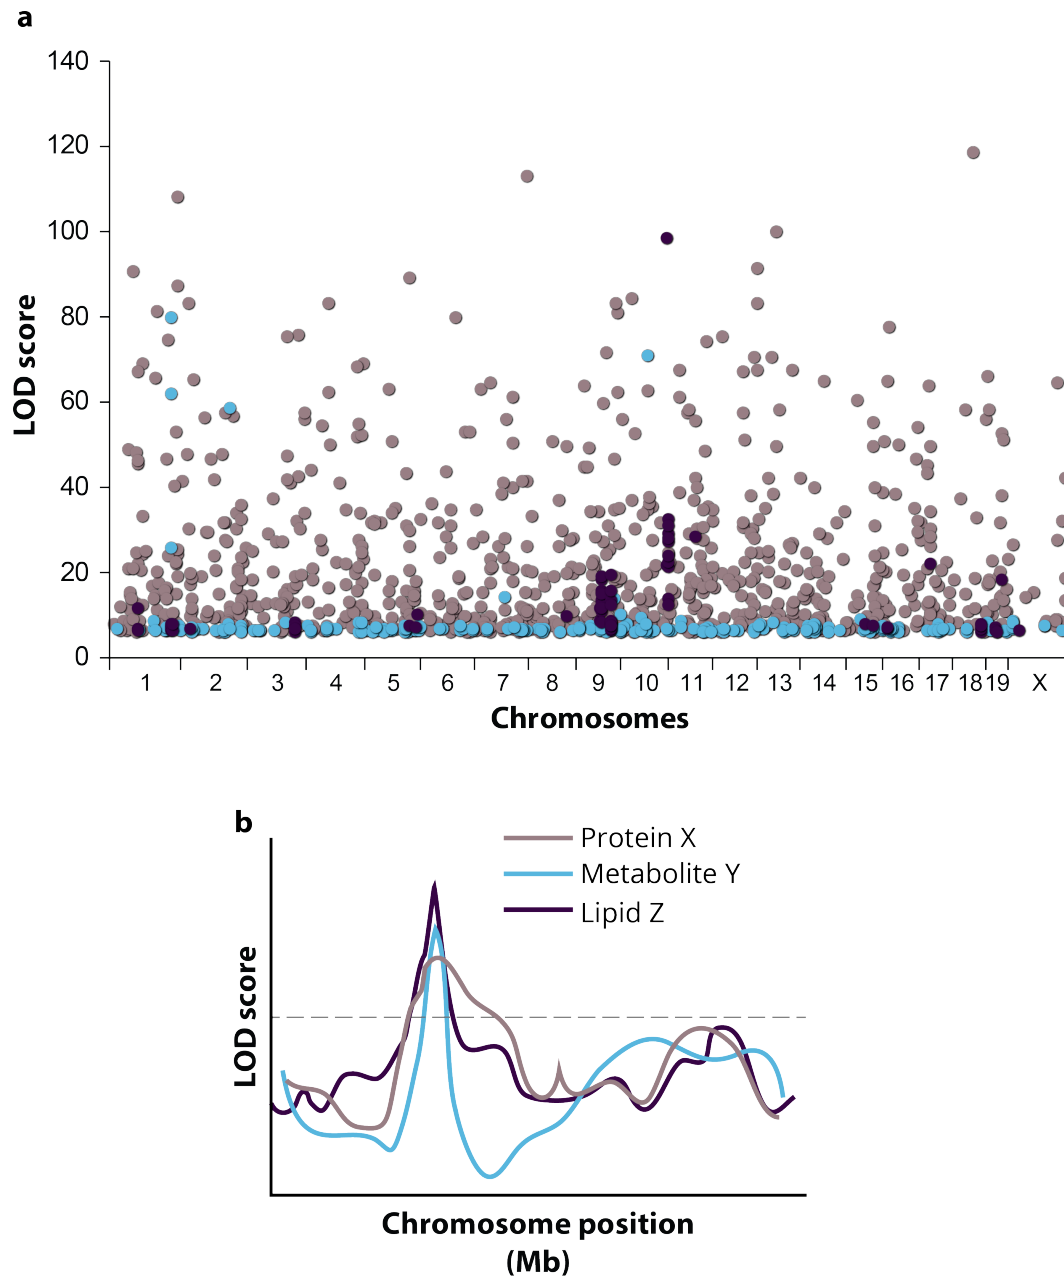 a
140
120
100
80
60
40
20
0
LOD score
1 2 3 4 5 6 7 8 9 10 11 12 13 14 15 16 17 18 19 X
Chromosomes
b
Protein X
Metabolite Y
Lipid Z
LOD score
Chromosome position
(Mb)